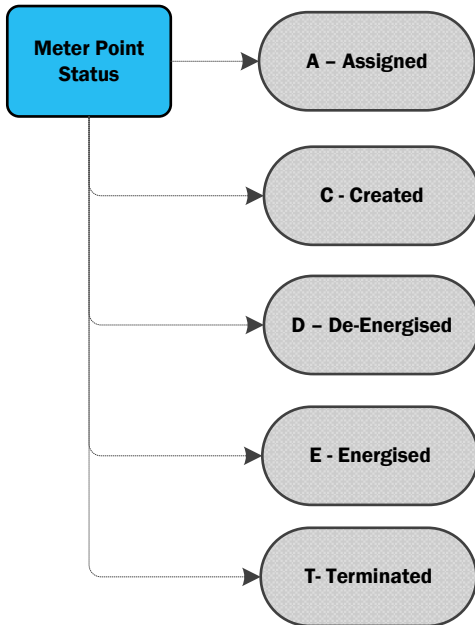 Meter Point
Status
A – Assigned
C - Created
D – De-Energised
E - Energised
T- Terminated